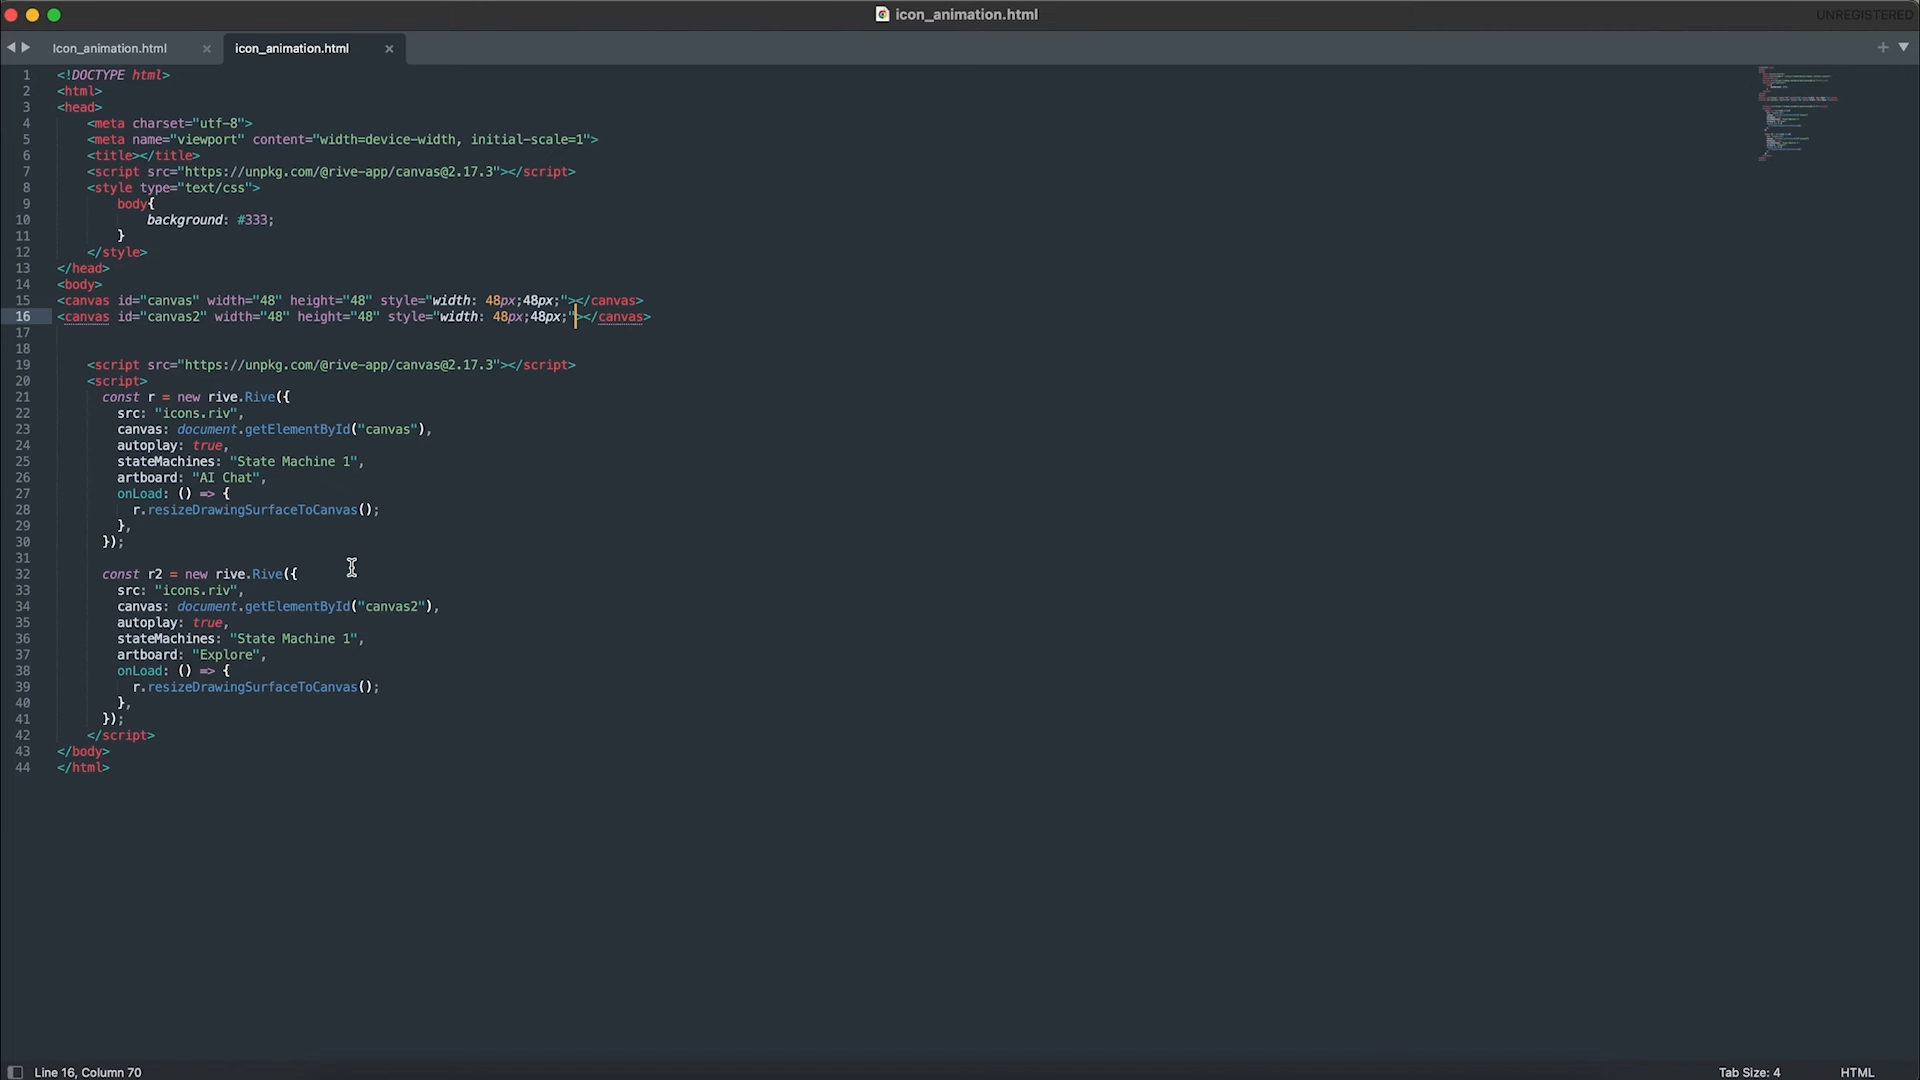 icon_animation.html
UNREGISTERED
Icon_animation.html ×
icon_animation.html ×
1 <!DOCTYPE html>
2 <html>
3 <head>
4 <meta charset="utf-8">
5 <meta name="viewport" content="width=device-width, initial-scale=1">
6 <title></title>
7 <script src="https://unpkg.com/@rive-app/canvas@2.17.3"></script>
8 <style type="text/css">
9 body{
10 background: #333;
11 }
12 </style>
13 </head>
14 <body>
15 <canvas id="canvas" width="48" height="48" style="width: 48px;48px;"></canvas>
16 <canvas id="canvas2" width="48" height="48" style="width: 48px;48px;"></canvas>
17
18
19 <script src="https://unpkg.com/@rive-app/canvas@2.17.3"></script>
20 <script>
21 const r = new rive.Rive({
22 src: "icons.riv",
23 canvas: document.getElementById("canvas"),
24 autoplay: true,
25 stateMachines: "State Machine 1",
26 artboard: "AI Chat",
27 onLoad: () => {
28 r.resizeDrawingSurfaceToCanvas();
29 },
30 });
31
32 const r2 = new rive.Rive({
33 src: "icons.riv",
34 canvas: document.getElementById("canvas2"),
35 autoplay: true,
36 stateMachines: "State Machine 1",
37 artboard: "Explore",
38 onLoad: () => {
39 r.resizeDrawingSurfaceToCanvas();
40 },
41 });
42 </script>
43 </body>
44 </html>
Line 16, Column 70
Tab Size: 4
HTML